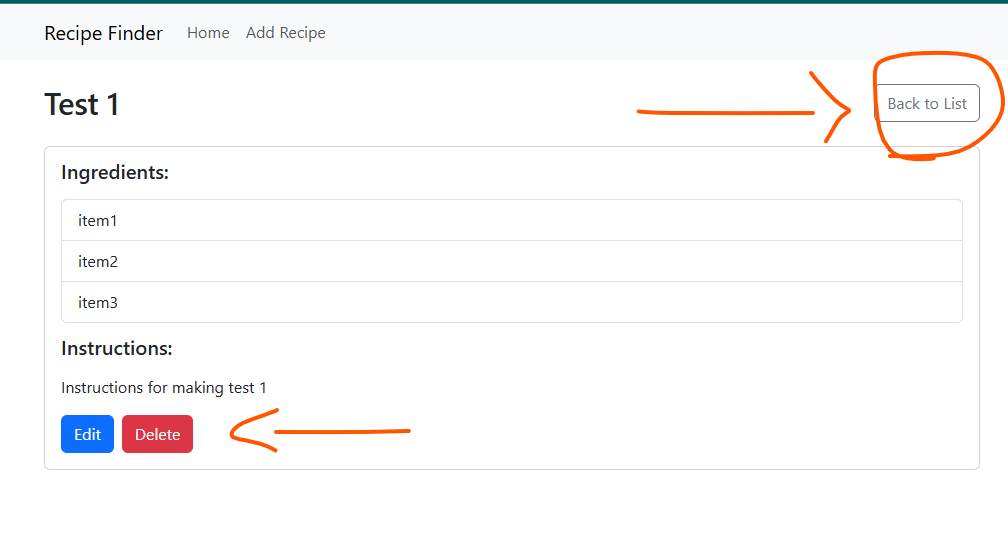 Recipe Finder Home Add Recipe
Test 1 Back to List
Ingredients:
item1
item2
item3
Instructions:
Instructions for making test 1
Edit Delete